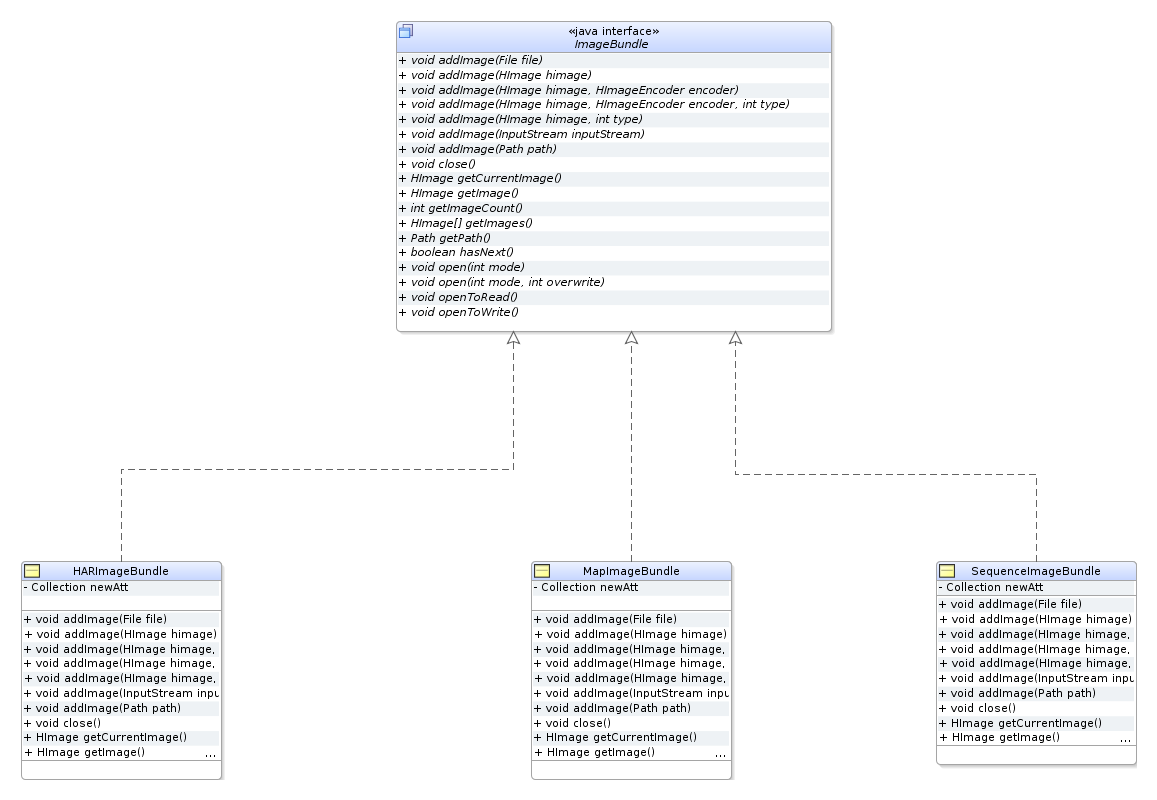 «java interface»
ImageBundle
+ void addImage(File file)
+ void addImage(HImage himage)
+ void addImage(HImage himage, HImageEncoder encoder)
+ void addImage(HImage himage, HImageEncoder encoder, int type)
+ void addImage(HImage himage, int type)
+ void addImage(InputStream inputStream)
+ void addImage(Path path)
+ void close()
+ HImage getCurrentImage()
+ HImage getImage()
+ int getImageCount()
+ HImage[] getImages()
+ Path getPath()
+ boolean hasNext()
+ void open(int mode)
+ void open(int mode, int overwrite)
+ void openToRead()
+ void openToWrite()
HARImageBundle
- Collection newAtt
+ void addImage(File file)
+ void addImage(HImage himage)
+ void addImage(HImage himage,
+ void addImage(HImage himage,
+ void addImage(HImage himage,
+ void addImage(InputStream inpu
+ void addImage(Path path)
+ void close()
+ HImage getCurrentImage()
+ HImage getImage() ...
MapImageBundle
- Collection newAtt
+ void addImage(File file)
+ void addImage(HImage himage)
+ void addImage(HImage himage,
+ void addImage(HImage himage,
+ void addImage(HImage himage,
+ void addImage(InputStream inpu
+ void addImage(Path path)
+ void close()
+ HImage getCurrentImage()
+ HImage getImage() ...
SequenceImageBundle
- Collection newAtt
+ void addImage(File file)
+ void addImage(HImage himage)
+ void addImage(HImage himage,
+ void addImage(HImage himage,
+ void addImage(HImage himage,
+ void addImage(InputStream inpu
+ void addImage(Path path)
+ void close()
+ HImage getCurrentImage()
+ HImage getImage() ...